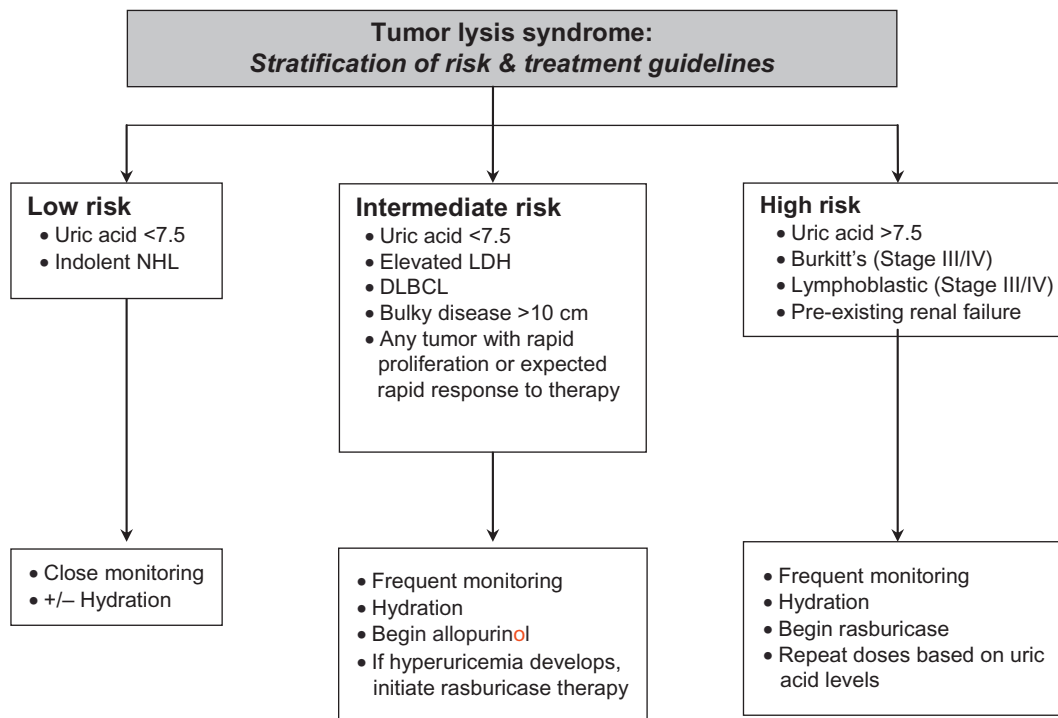 Tumor lysis syndrome:
Stratification of risk & treatment guidelines
Low risk
• Uric acid <7.5
• Indolent NHL
Intermediate risk
• Uric acid <7.5
• Elevated LDH
• DLBCL
• Bulky disease >10 cm
• Any tumor with rapid
proliferation or expected
rapid response to therapy
High risk
• Uric acid >7.5
• Burkitt's (Stage III/IV)
• Lymphoblastic (Stage III/IV)
• Pre-existing renal failure
• Close monitoring
• +/– Hydration
• Frequent monitoring
• Hydration
• Begin allopurinol
• If hyperuricemia develops,
initiate rasburicase therapy
• Frequent monitoring
• Hydration
• Begin rasburicase
• Repeat doses based on uric
acid levels